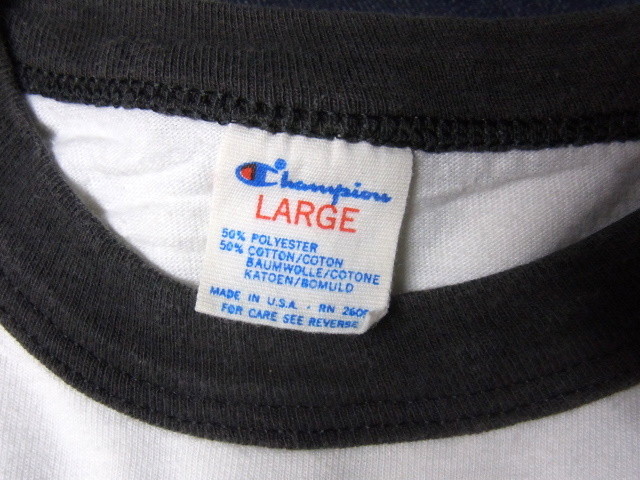 Champion
LARGE
50% POLYESTER
50% COTTON/COTON
BAUMWOLLE/COTONE
KATOEN/BOMULD
MADE IN U.S.A. - RN
FOR CARE SEE REVERSE